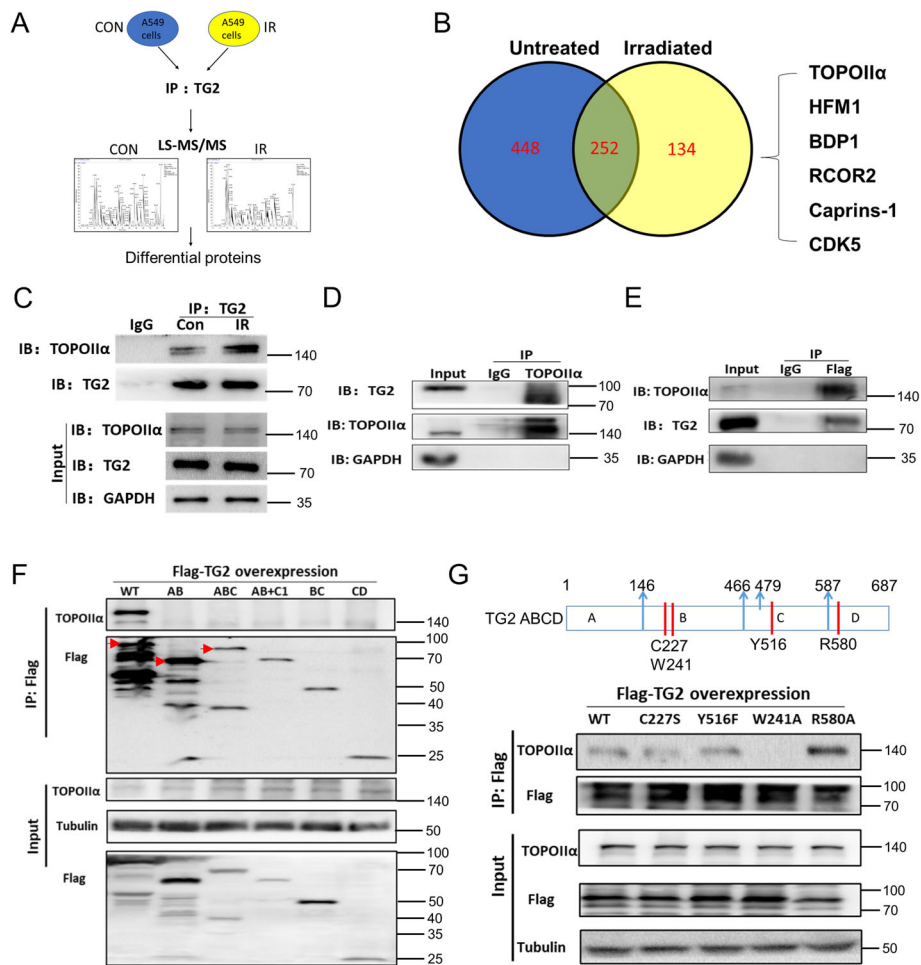 A
CON
A549 cells
A549 cells
IR
IP：TG2
LS-MS/MS
CON
IR
Differential proteins
B
Untreated
Irradiated
448
252
134
TOPOIIα
HFM1
BDP1
RCOR2
Caprins-1
CDK5
C
IP： TG2
IgG Con IR
IB： TOPOIIα 140
IB： TG2 70
Input
IB： TOPOIIα 140
IB： TG2 70
IB： GAPDH 35
D
IP
Input IgG TOPOIIα
IB： TG2 100
70
IB: TOPOIIα 140
IB: GAPDH 35
E
IP
Input IgG Flag
IB: TOPOIIα 140
IB： TG2 70
IB: GAPDH 35
F
Flag-TG2 overexpression
WT AB ABC AB+C1 BC CD
IP: Flag
TOPOIIα 140
Flag 100
70
50
40
35
25
Input
TOPOIIα 140
Tubulin 50
Flag 100
70
50
40
35
25
G
1 146 466 479 587 687
TG2 ABCD A B C D
C227 Y516 R580
W241
Flag-TG2 overexpression
WT C227S Y516F W241A R580A
IP: Flag
TOPOIIα 140
Flag 100
70
Input
TOPOIIα 140
Flag 100
70
Tubulin 50